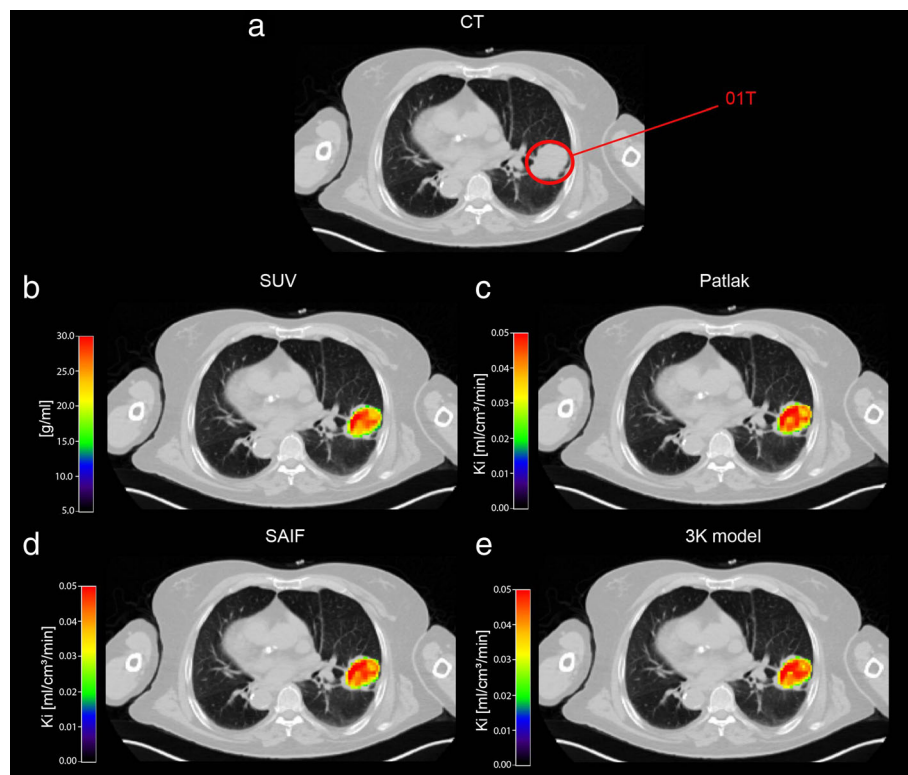 a
CT
01T
b
SUV
30.0
25.0
20.0
15.0
10.0
5.0
[g/ml]
c
Patlak
0.05
0.04
0.03
0.02
0.01
0.00
Ki [ml/cm³/min]
d
SAIF
0.05
0.04
0.03
0.02
0.01
0.00
Ki [ml/cm³/min]
e
3K model
0.05
0.04
0.03
0.02
0.01
0.00
Ki [ml/cm³/min]